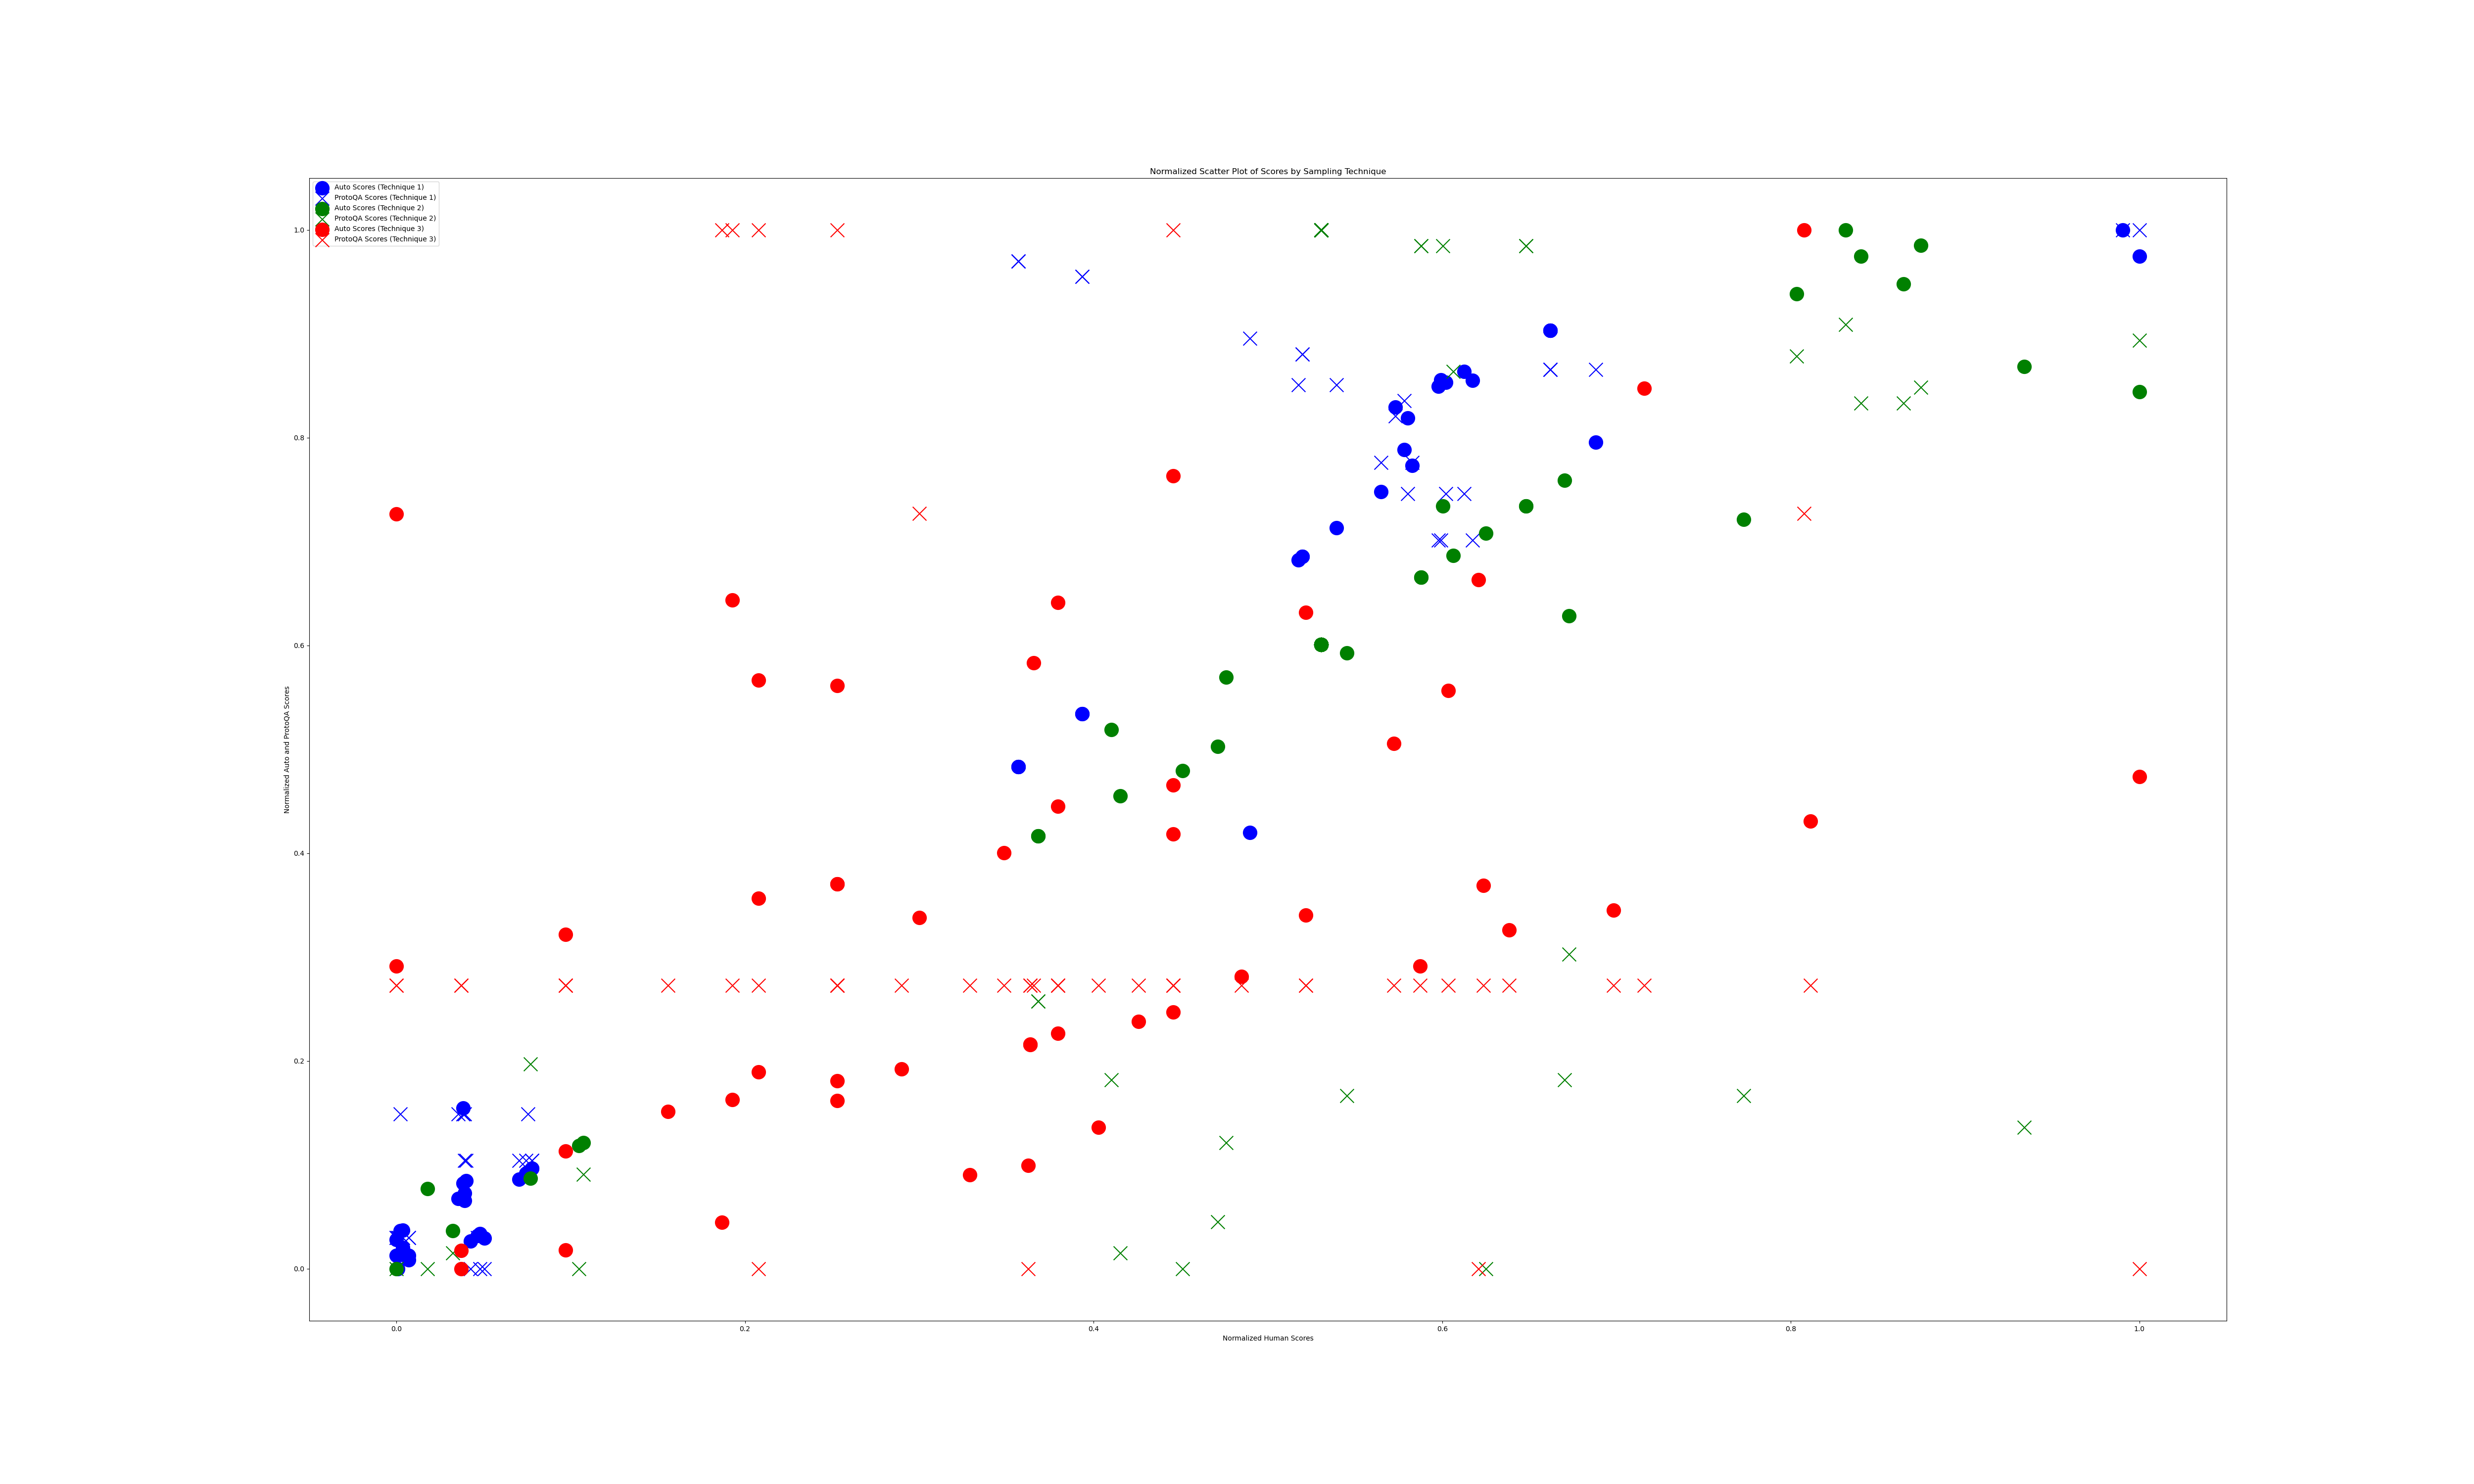 Normalized Scatter Plot of Scores by Sampling Technique
Auto Scores (Technique 1)
ProtoQA Scores (Technique 1)
Auto Scores (Technique 2)
ProtoQA Scores (Technique 2)
Auto Scores (Technique 3)
ProtoQA Scores (Technique 3)
1.0
0.8
0.6
0.4
0.2
0.0
Normalized Auto and ProtoQA Scores
0.0 0.2 0.4 0.6 0.8 1.0
Normalized Human Scores